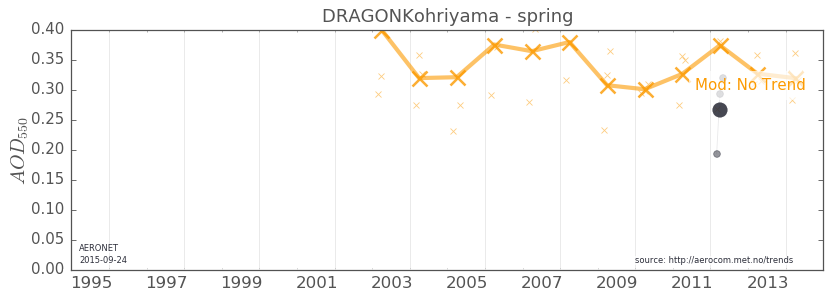 DRAGONKohriyama - spring
0.40
0.35
0.30
0.25
0.20
0.15
0.10
0.05
0.00
AOD550
Mod: No Trend
AERONET
2015-09-24
source: http://aerocom.met.no/trends
1995 1997 1999 2001 2003 2005 2007 2009 2011 2013